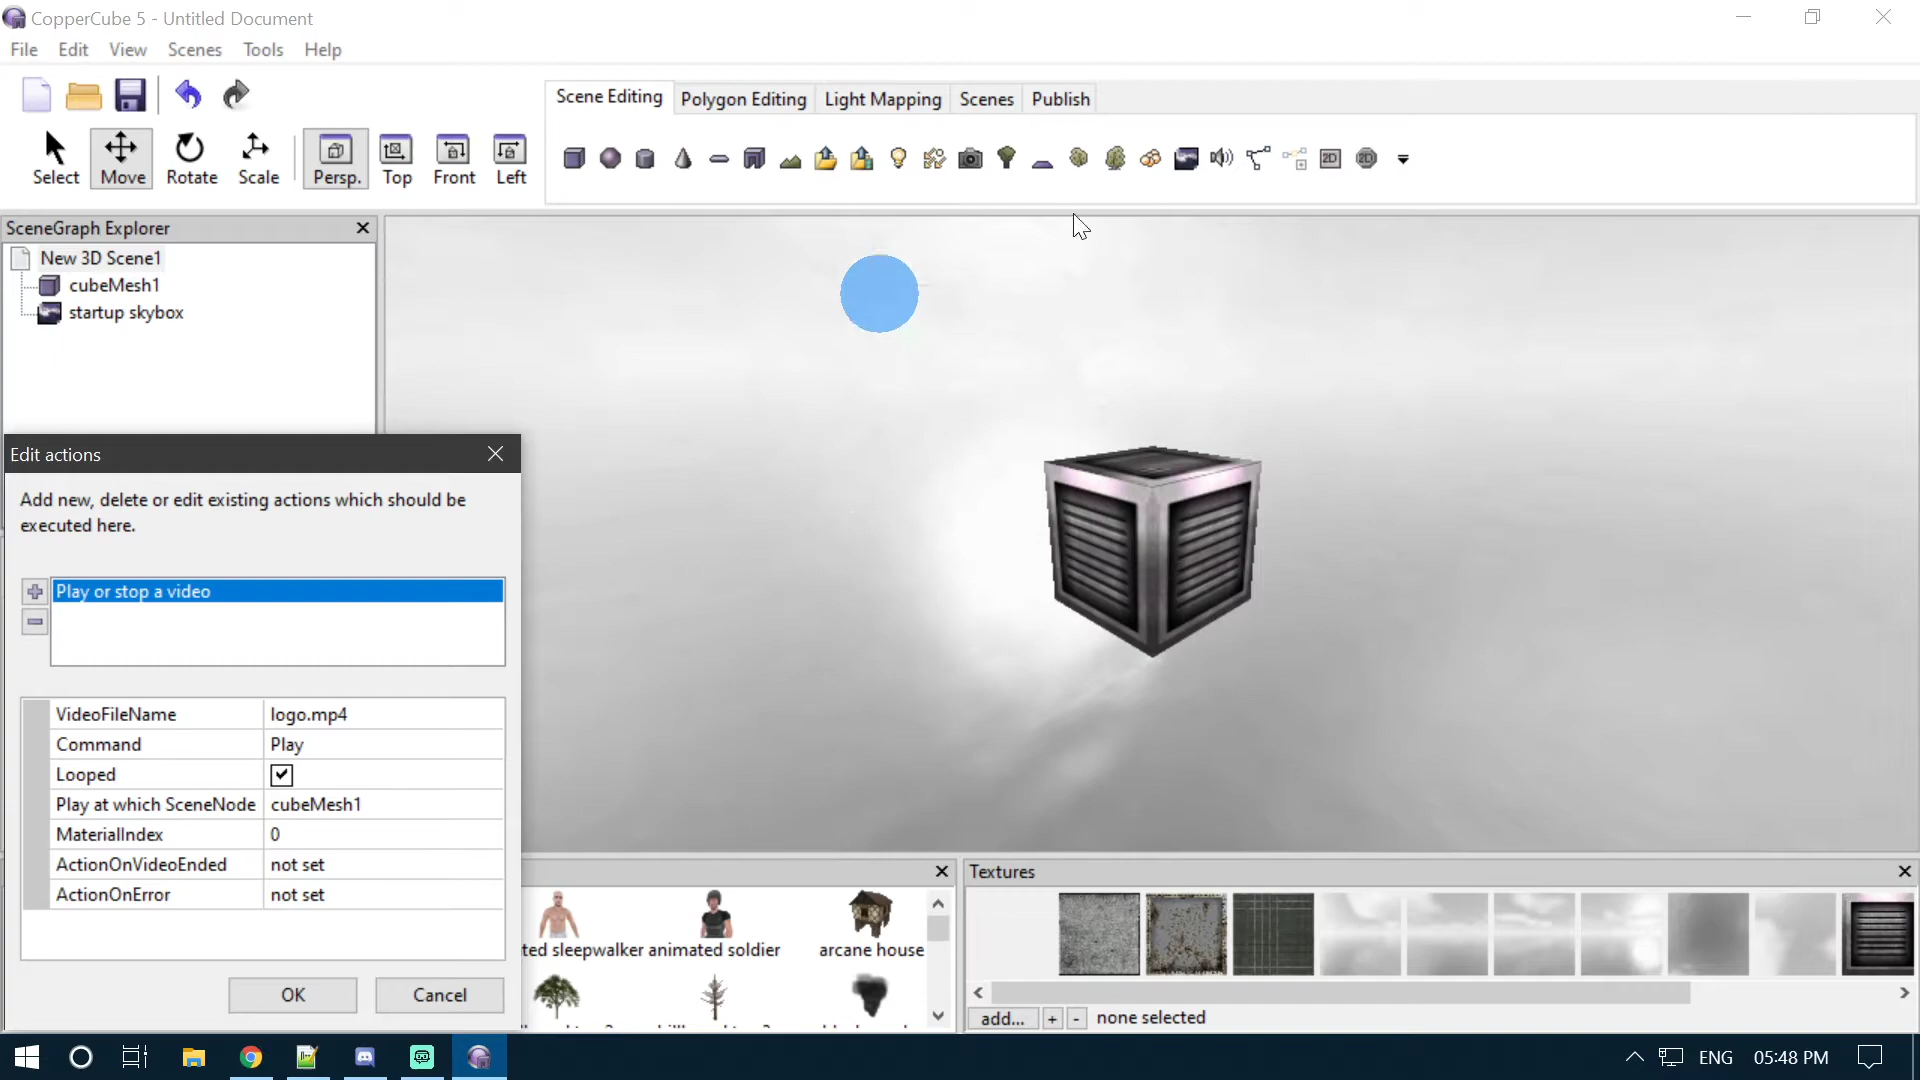 CopperCube 5 - Untitled Document
File Edit View Scenes Tools Help
Scene Editing Polygon Editing Light Mapping Scenes Publish
Select Move Rotate Scale Persp. Top Front Left
2D 2D
SceneGraph Explorer
New 3D Scene1
cubeMesh1
startup skybox
Edit actions
Add new, delete or edit existing actions which should be
executed here.
Play or stop a video
VideoFileName logo.mp4
Command Play
Looped
Play at which SceneNode cubeMesh1
MaterialIndex 0
ActionOnVideoEnded not set
ActionOnError not set
OK Cancel
ted sleepwalker animated soldier arcane house
Textures
add... + - none selected
ENG 05:48 PM